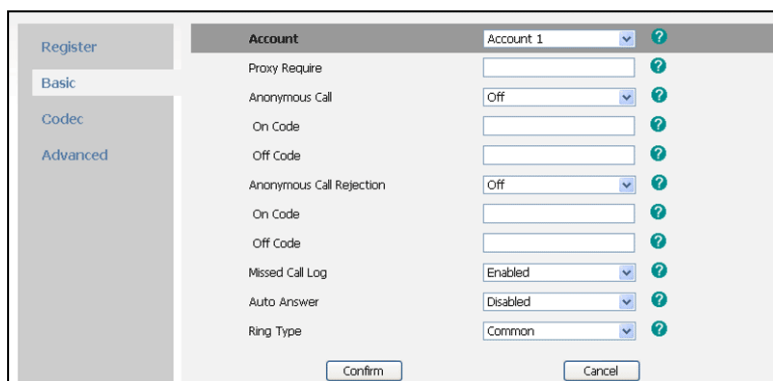 Register
Basic
Codec
Advanced
Account Account 1 ?
Proxy Require ?
Anonymous Call Off ?
On Code ?
Off Code ?
Anonymous Call Rejection Off ?
On Code ?
Off Code ?
Missed Call Log Enabled ?
Auto Answer Disabled ?
Ring Type Common ?
Confirm Cancel